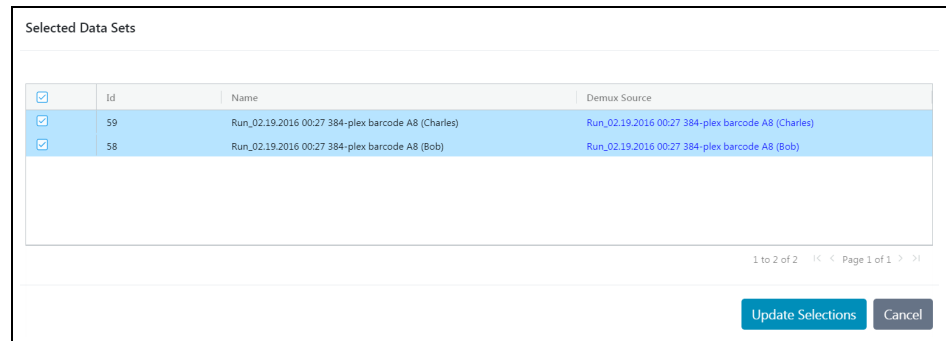 Selected Data Sets
Id Name Demux Source
59 Run_02.19.2016 00:27 384-plex barcode A8 (Charles) Run_02.19.2016 00:27 384-plex barcode A8 (Charles)
58 Run_02.19.2016 00:27 384-plex barcode A8 (Bob) Run_02.19.2016 00:27 384-plex barcode A8 (Bob)
1 to 2 of 2 Page 1 of 1
Update Selections Cancel